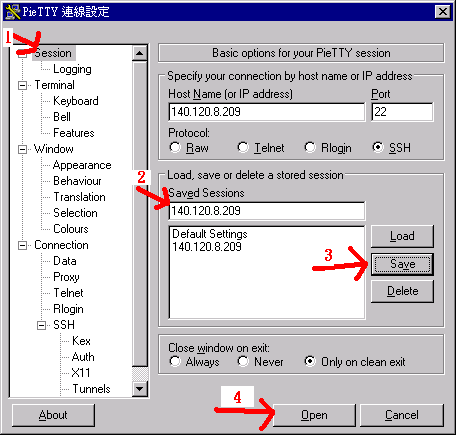 PieTTY 連線設定
1
Session
Logging
Terminal
Keyboard
Bell
Features
Window
Appearance
Behaviour
Translation
Selection
Colours
Connection
Data
Proxy
Telnet
Rlogin
SSH
Kex
Auth
X11
Tunnels
Basic options for your PieTTY session
Specify your connection by host name or IP address
Host Name (or IP address) Port
140.120.8.209 22
Protocol:
Raw Telnet Rlogin SSH
Load, save or delete a stored session
2
Saved Sessions
140.120.8.209
Default Settings
140.120.8.209
Load
3
Save
Delete
Close window on exit:
Always Never Only on clean exit
4
About Open Cancel